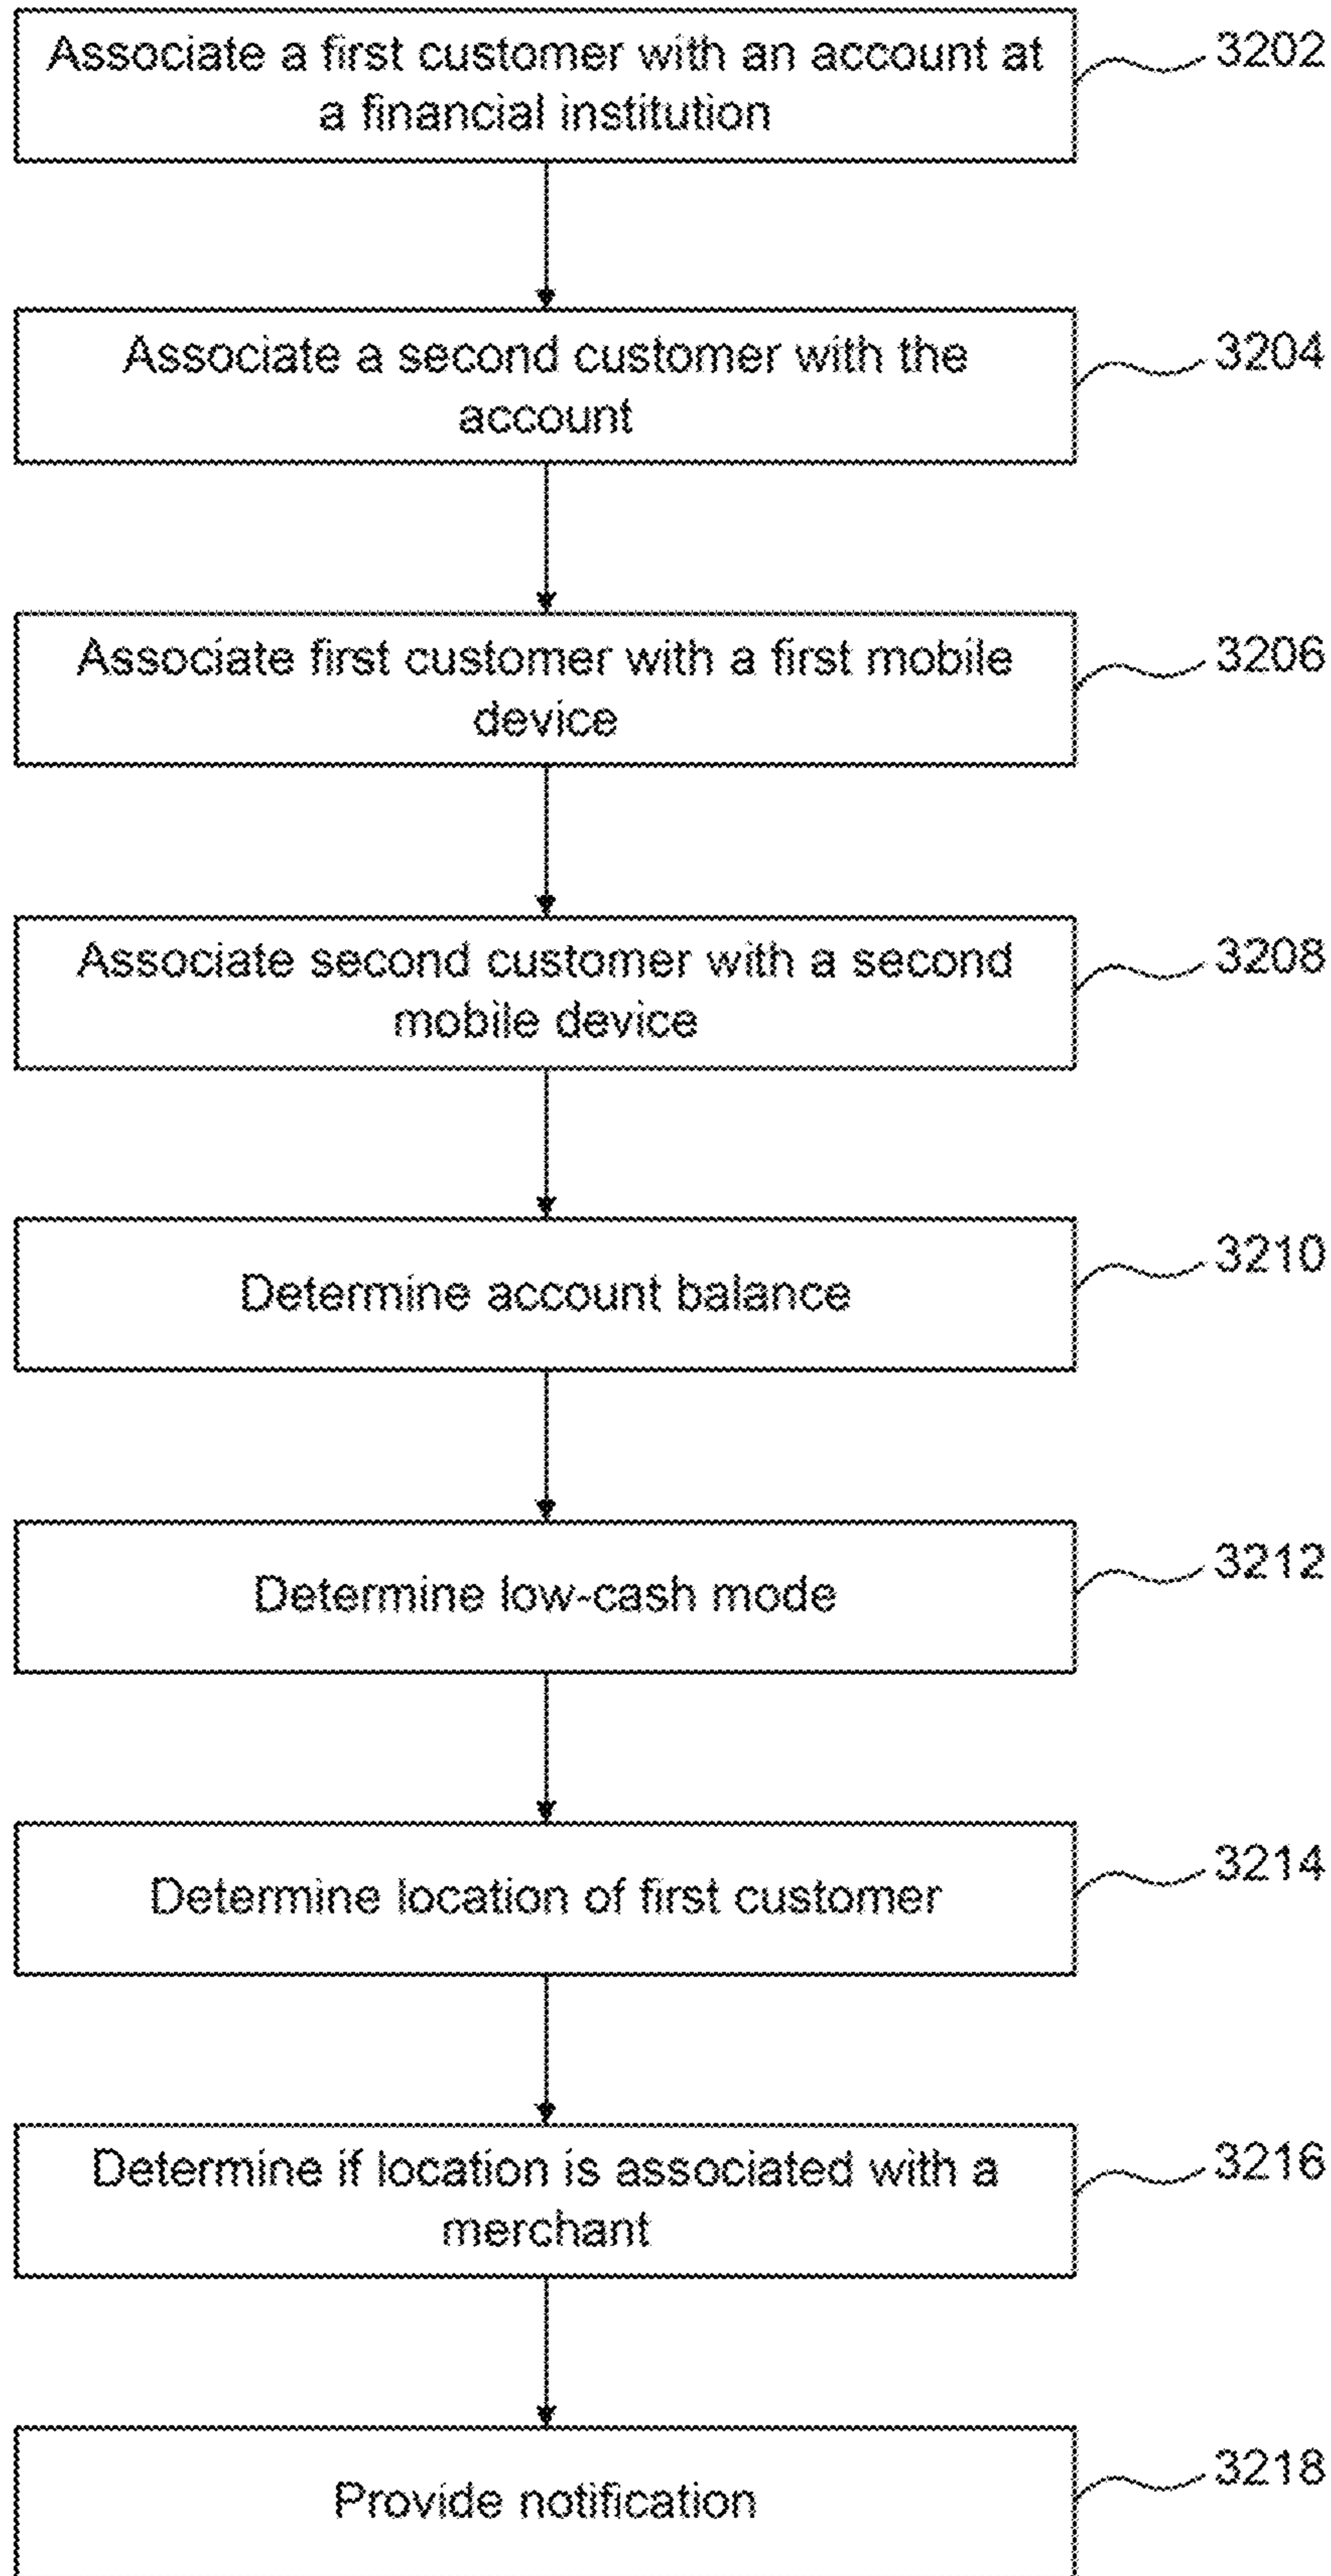 Associate a first customer with an account at
a financial institution
3202
Associate a second customer with the
account
3204
Associate first customer with a first mobile
device
3206
Associate second customer with a second
mobile device
3208
Determine account balance
3210
Determine low-cash mode
3212
Determine location of first customer
3214
Determine if location is associated with a
merchant
3216
Provide notification
3218